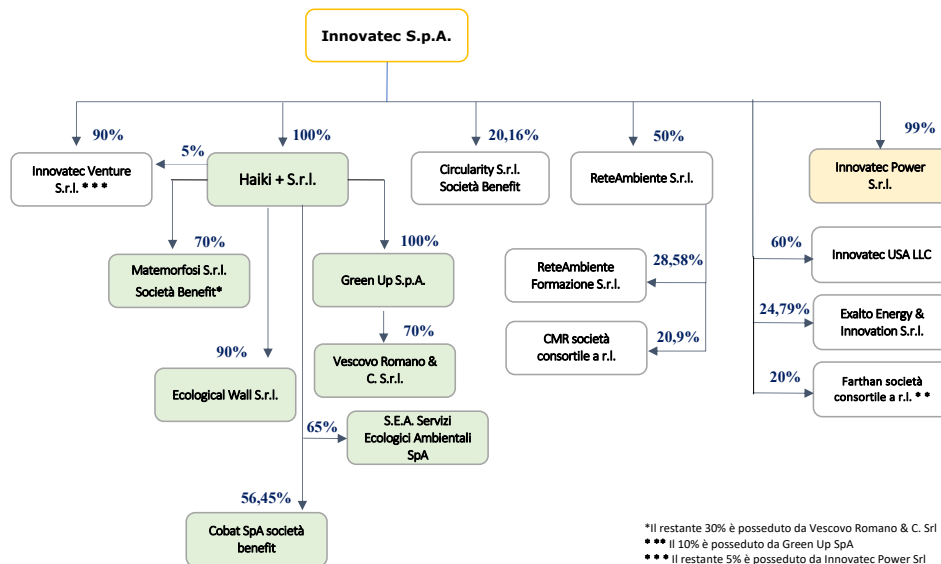 Innovatec S.p.A.
90%
100%
20,16%
50%
99%
5%
Innovatec Venture
S.r.l. * * *
Haiki + S.r.l.
Circularity S.r.l.
Società Benefit
ReteAmbiente S.r.l.
Innovatec Power
S.r.l.
70%
100%
28,58%
60%
Matemorfosi S.r.l.
Società Benefit*
Green Up S.p.A.
ReteAmbiente
Formazione S.r.l.
Innovatec USA LLC
90%
70%
20,9%
24,79%
Ecological Wall S.r.l.
Vescovo Romano &
C. S.r.l.
CMR società
consortile a r.l.
Exalto Energy &
Innovation S.r.l.
20%
Farthan società
consortile a r.l. * *
65%
S.E.A. Servizi
Ecologici Ambientali
SpA
56,45%
Cobat SpA società
benefit
*Il restante 30% è posseduto da Vescovo Romano & C. Srl
* ** Il 10% è posseduto da Green Up SpA
* * * Il restante 5% è posseduto da Innovatec Power Srl